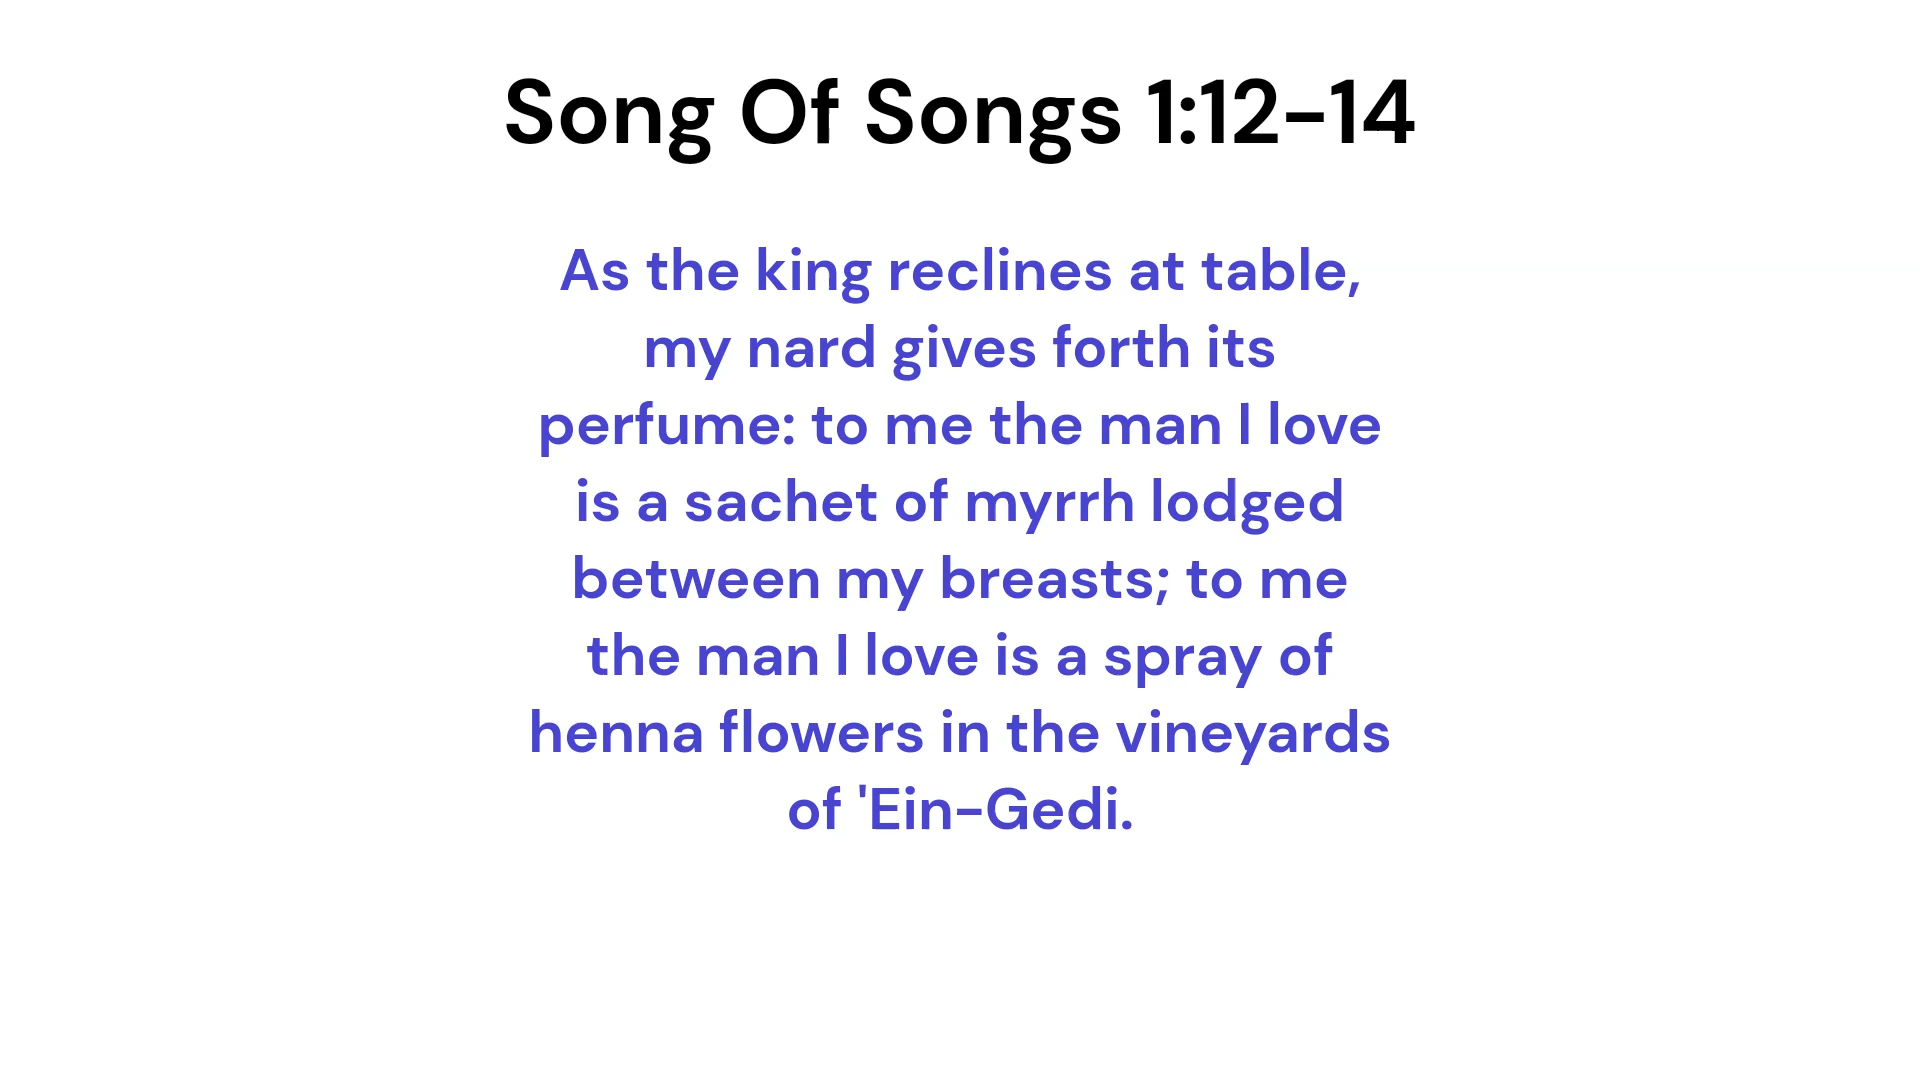 Song Of Songs 1:12-14
As the king reclines at table,
my nard gives forth its
perfume: to me the man I love
is a sachet of myrrh lodged
between my breasts; to me
the man I love is a spray of
henna flowers in the vineyards
of 'Ein-Gedi.